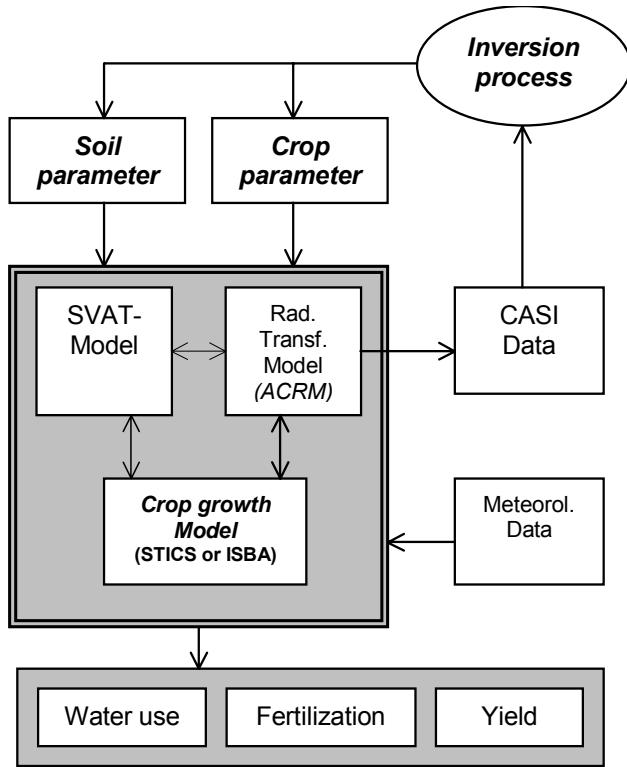 Inversion
process
Soil
parameter
Crop
parameter
SVAT-
Model
Rad.
Transf.
Model
(ACRM)
CASI
Data
Crop growth
Model
(STICS or ISBA)
Meteorol.
Data
Water use
Fertilization
Yield